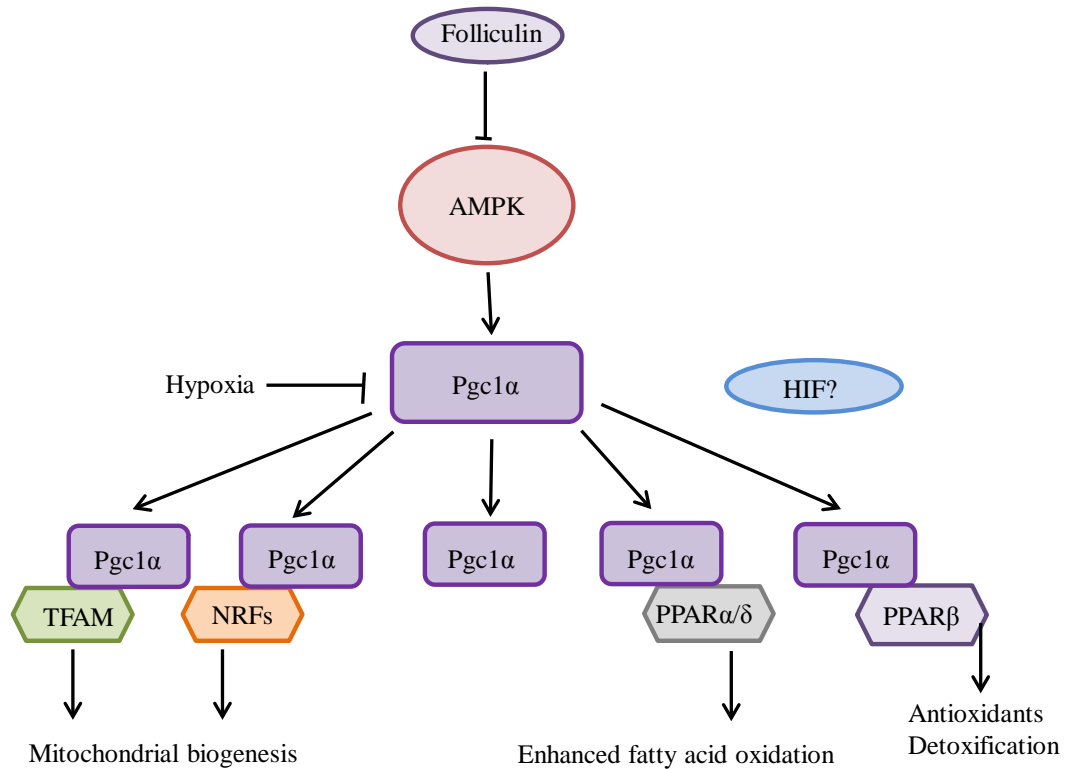 Folliculin
AMPK
Hypoxia
Pgc1α
HIF?
Pgc1α
Pgc1α
Pgc1α
Pgc1α
Pgc1α
TFAM
NRFs
PPARα/δ
PPARβ
Mitochondrial biogenesis
Enhanced fatty acid oxidation
Antioxidants
Detoxification